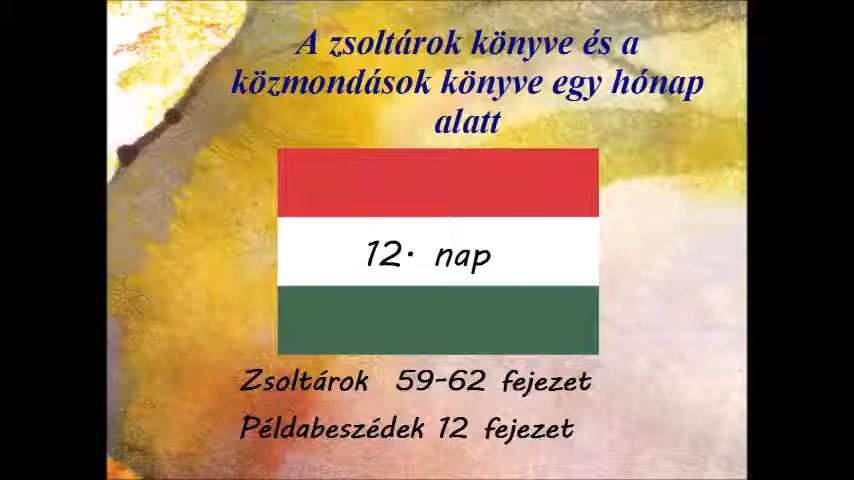 A zsoltárok könyve és a
közmondások könyve egy hónap
alatt
12. nap
Zsoltárok 59-62 fejezet
Példabeszédek 12 fejezet